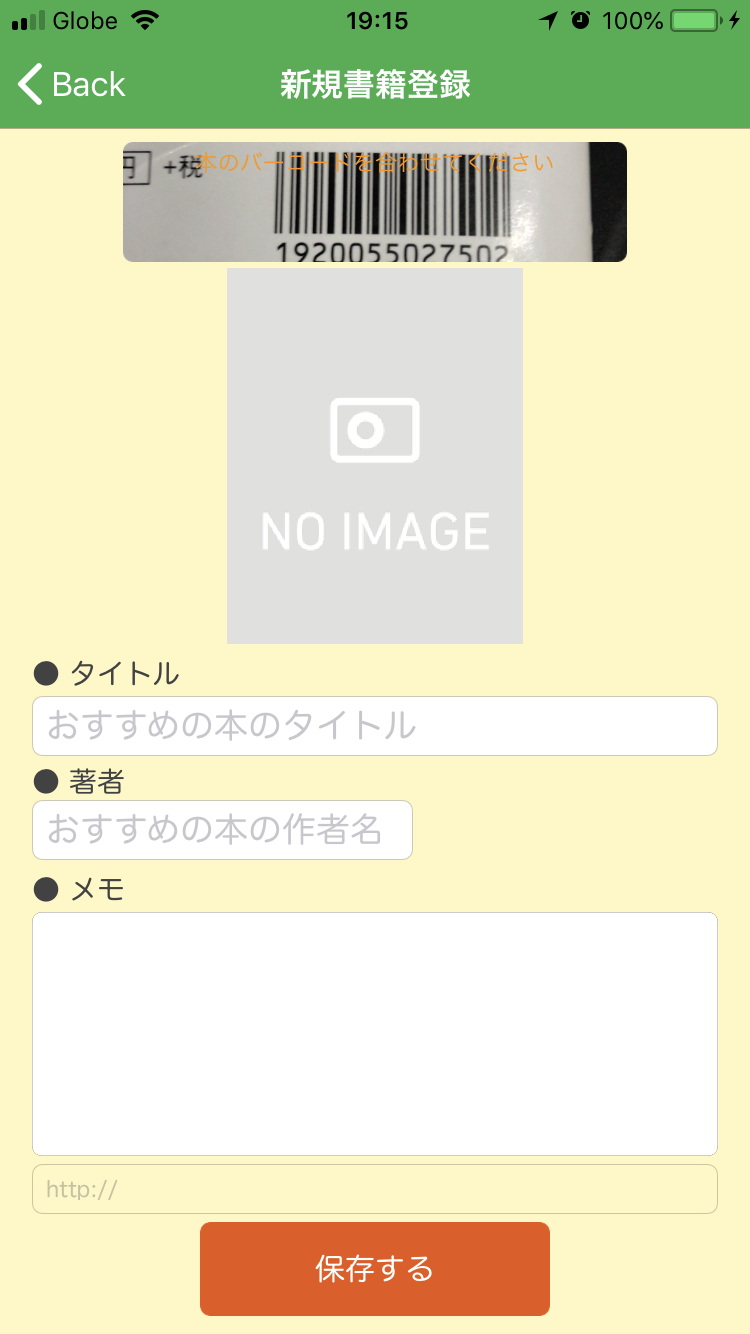 Globe 19:15 100%
Back 新規書籍登録
円 +税
本のバーコードを合わせてください
1920055027502
NO IMAGE
● タイトル
おすすめの本のタイトル
● 著者
おすすめの本の作者名
● メモ
http://
保存する